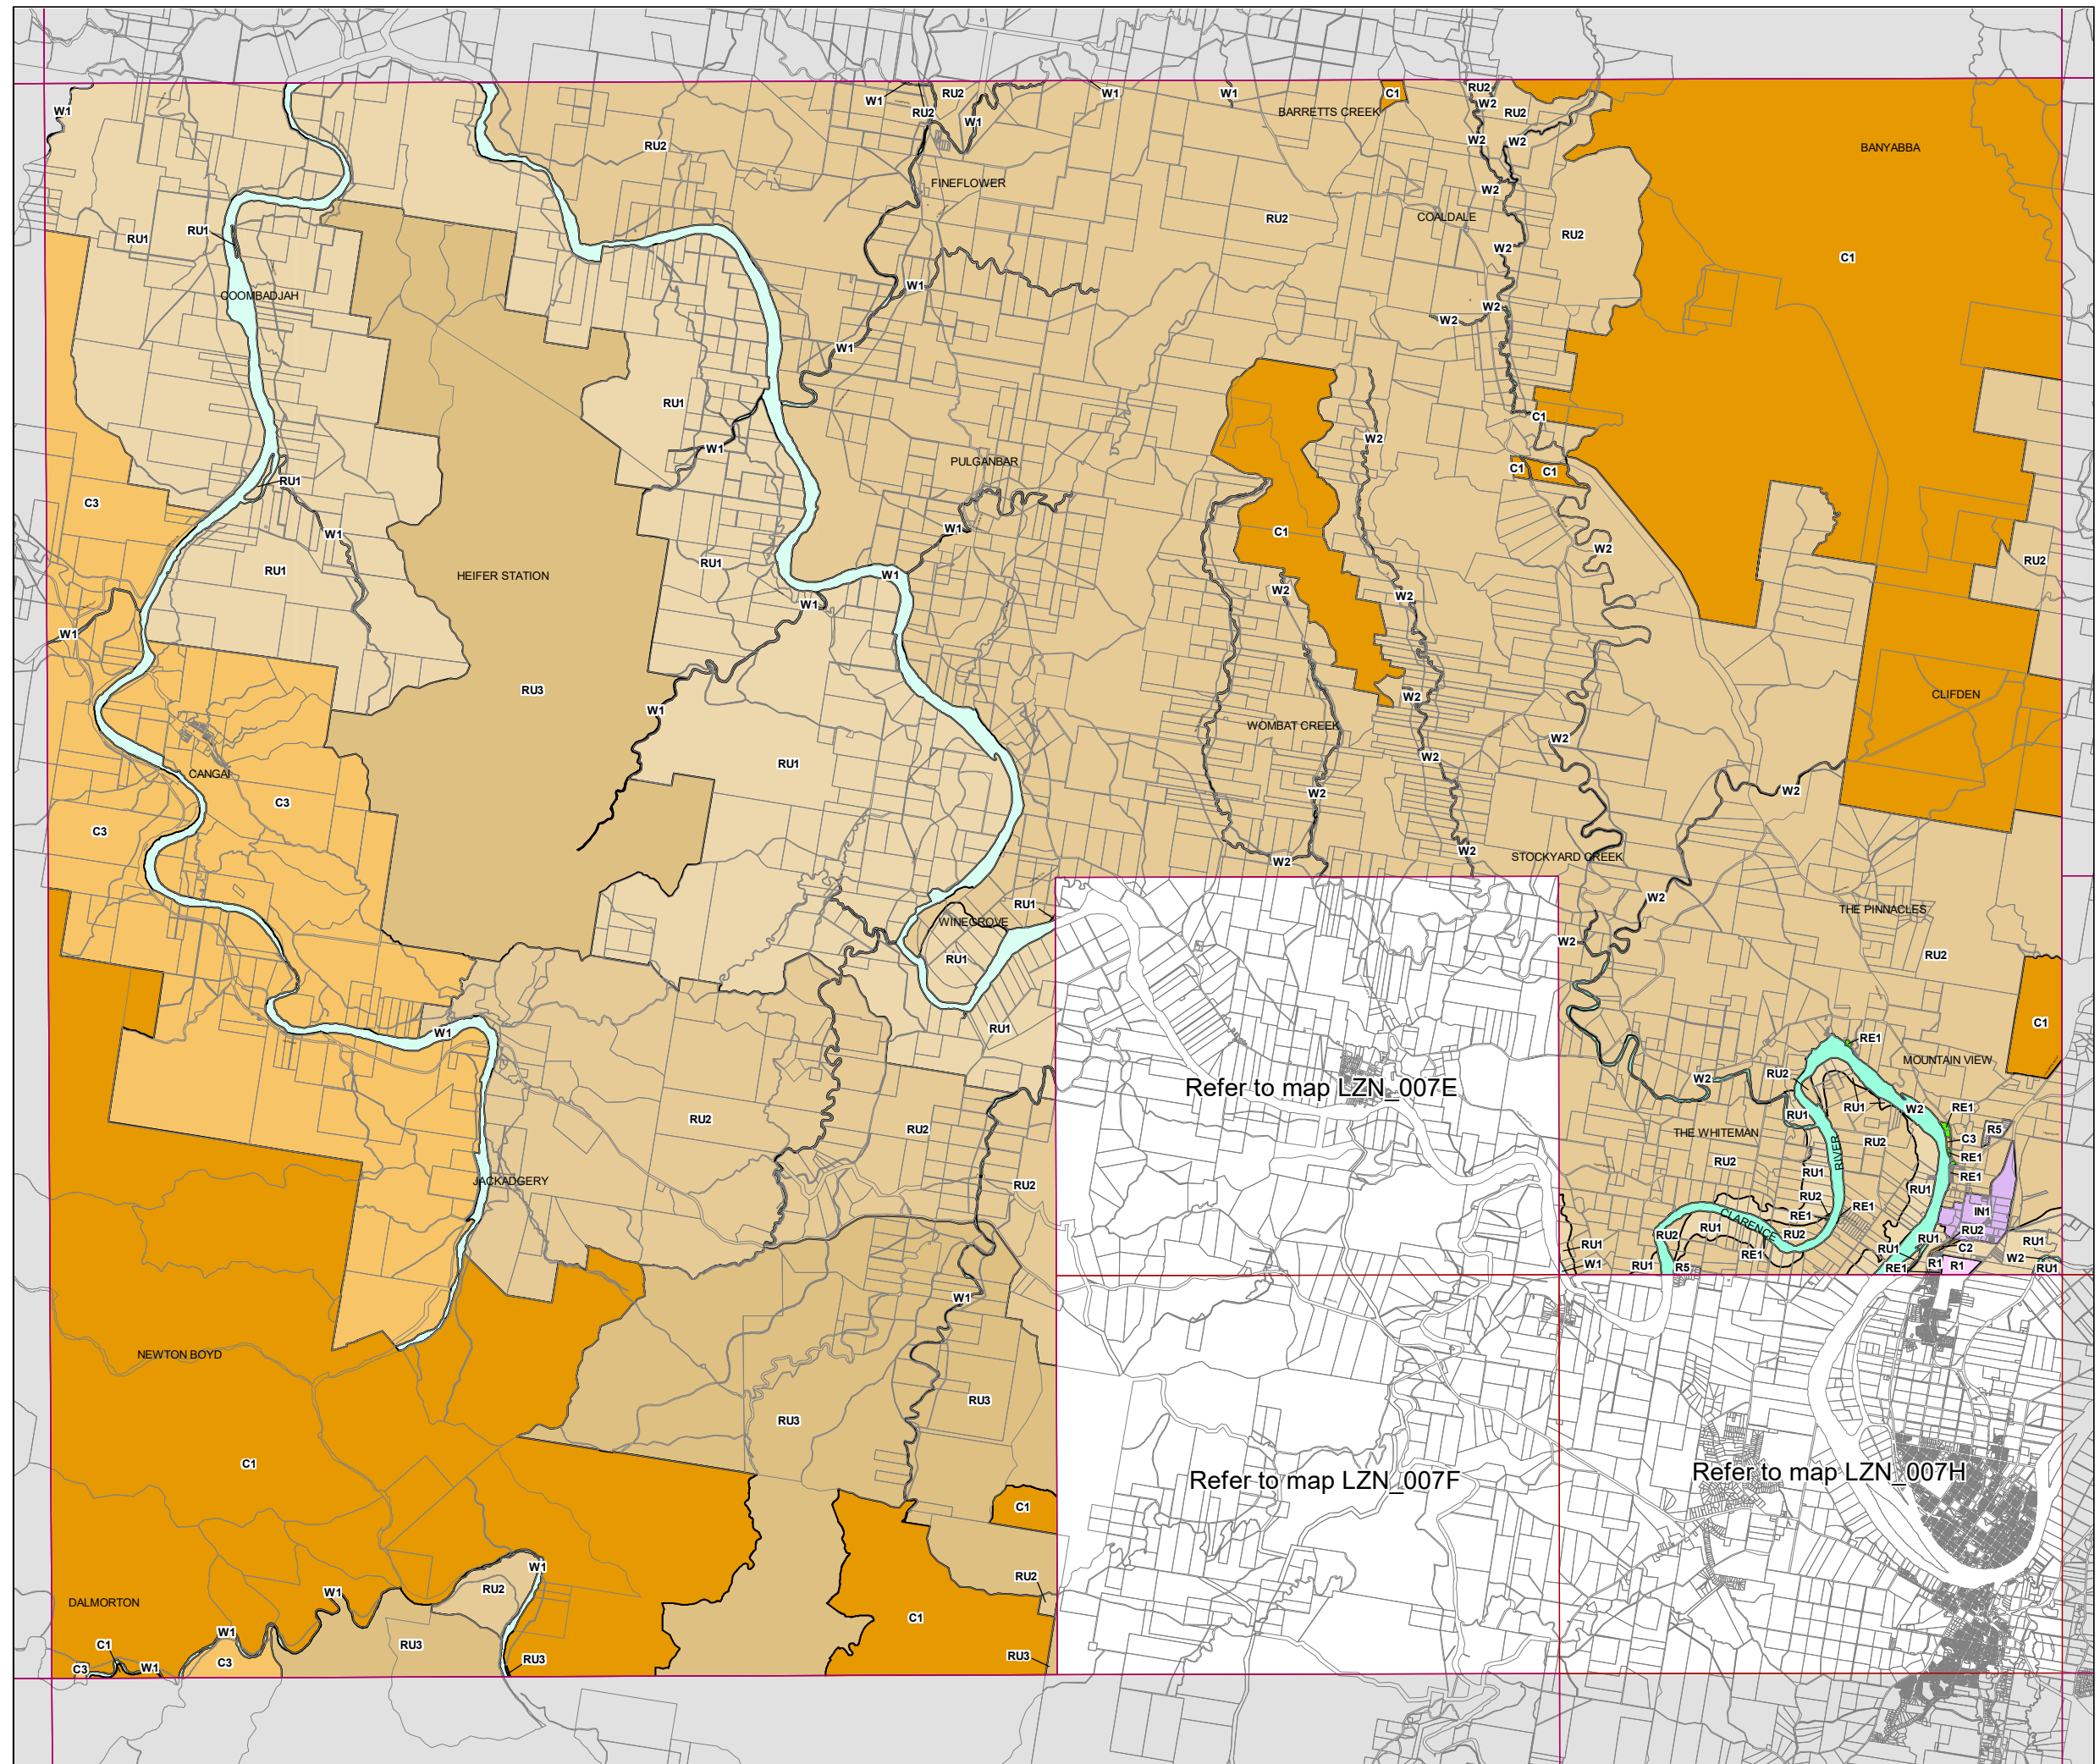 W1
RU2
RU2
W1
W1
W1
C1
RU2
W1
W2
BARRETTS CREEK
RU2
RU2
W1
W2
W2
RU2
BANYABBA
FINEFLOWER
W2
RU1
RU1
RU2
COALDALE
RU2
W2
C1
W1
COOMBADJAH
W2
W2
W1
RU1
C1
W2
W1
PULGANBAR
C1
C1
RU1
C3
W1
W1
C1
W2
RU1
RU1
HEIFER STATION
W1
RU2
W1
W2
W2
W1
RU3
W2
CLIFDEN
W1
WOMBAT CREEK
W2
W2
RU1
CANGAI
C3
W2
W2
C3
W2
STOCKYARD CREEK
W2
W2
RU1
THE PINNACLES
WINEGROVE
W2
RU1
RU2
C1
RU1
W1
RE1
MOUNTAIN VIEW
Refer to map LZN_007E
RU2
W2
RU1
W2
RE1
RU1
RU2
RU2
THE WHITEMAN
RU2
R5
C3
RIVER
RU2
RE1
RU1
RE1
JACKADGERY
RU2
RU1
RU2
RE1
RE1
IN1
CLARENCE
RU1
RU2
RU2
RU2
RU1
RU1
RE1
RU1
C2
RU1
W2
W1
RU1
R5
RE1
R1
R1
RU1
W1
NEWTON BOYD
RU3
RU3
C1
Refer to map LZN_007F
Refer to map LZN_007H
C1
W1
RU2
W1
RU2
DALMORTON
C1
W1
C1
RU3
C3
W1
C3
RU3
RU3